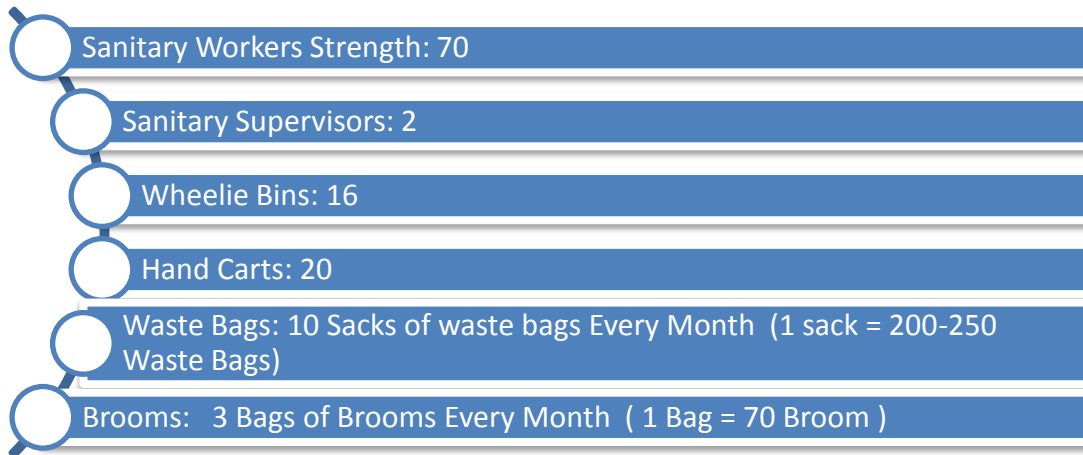 Sanitary Workers Strength: 70
Sanitary Supervisors: 2
Wheelie Bins: 16
Hand Carts: 20
Waste Bags: 10 Sacks of waste bags Every Month (1 sack = 200-250
Waste Bags)
Brooms: 3 Bags of Brooms Every Month ( 1 Bag = 70 Broom )